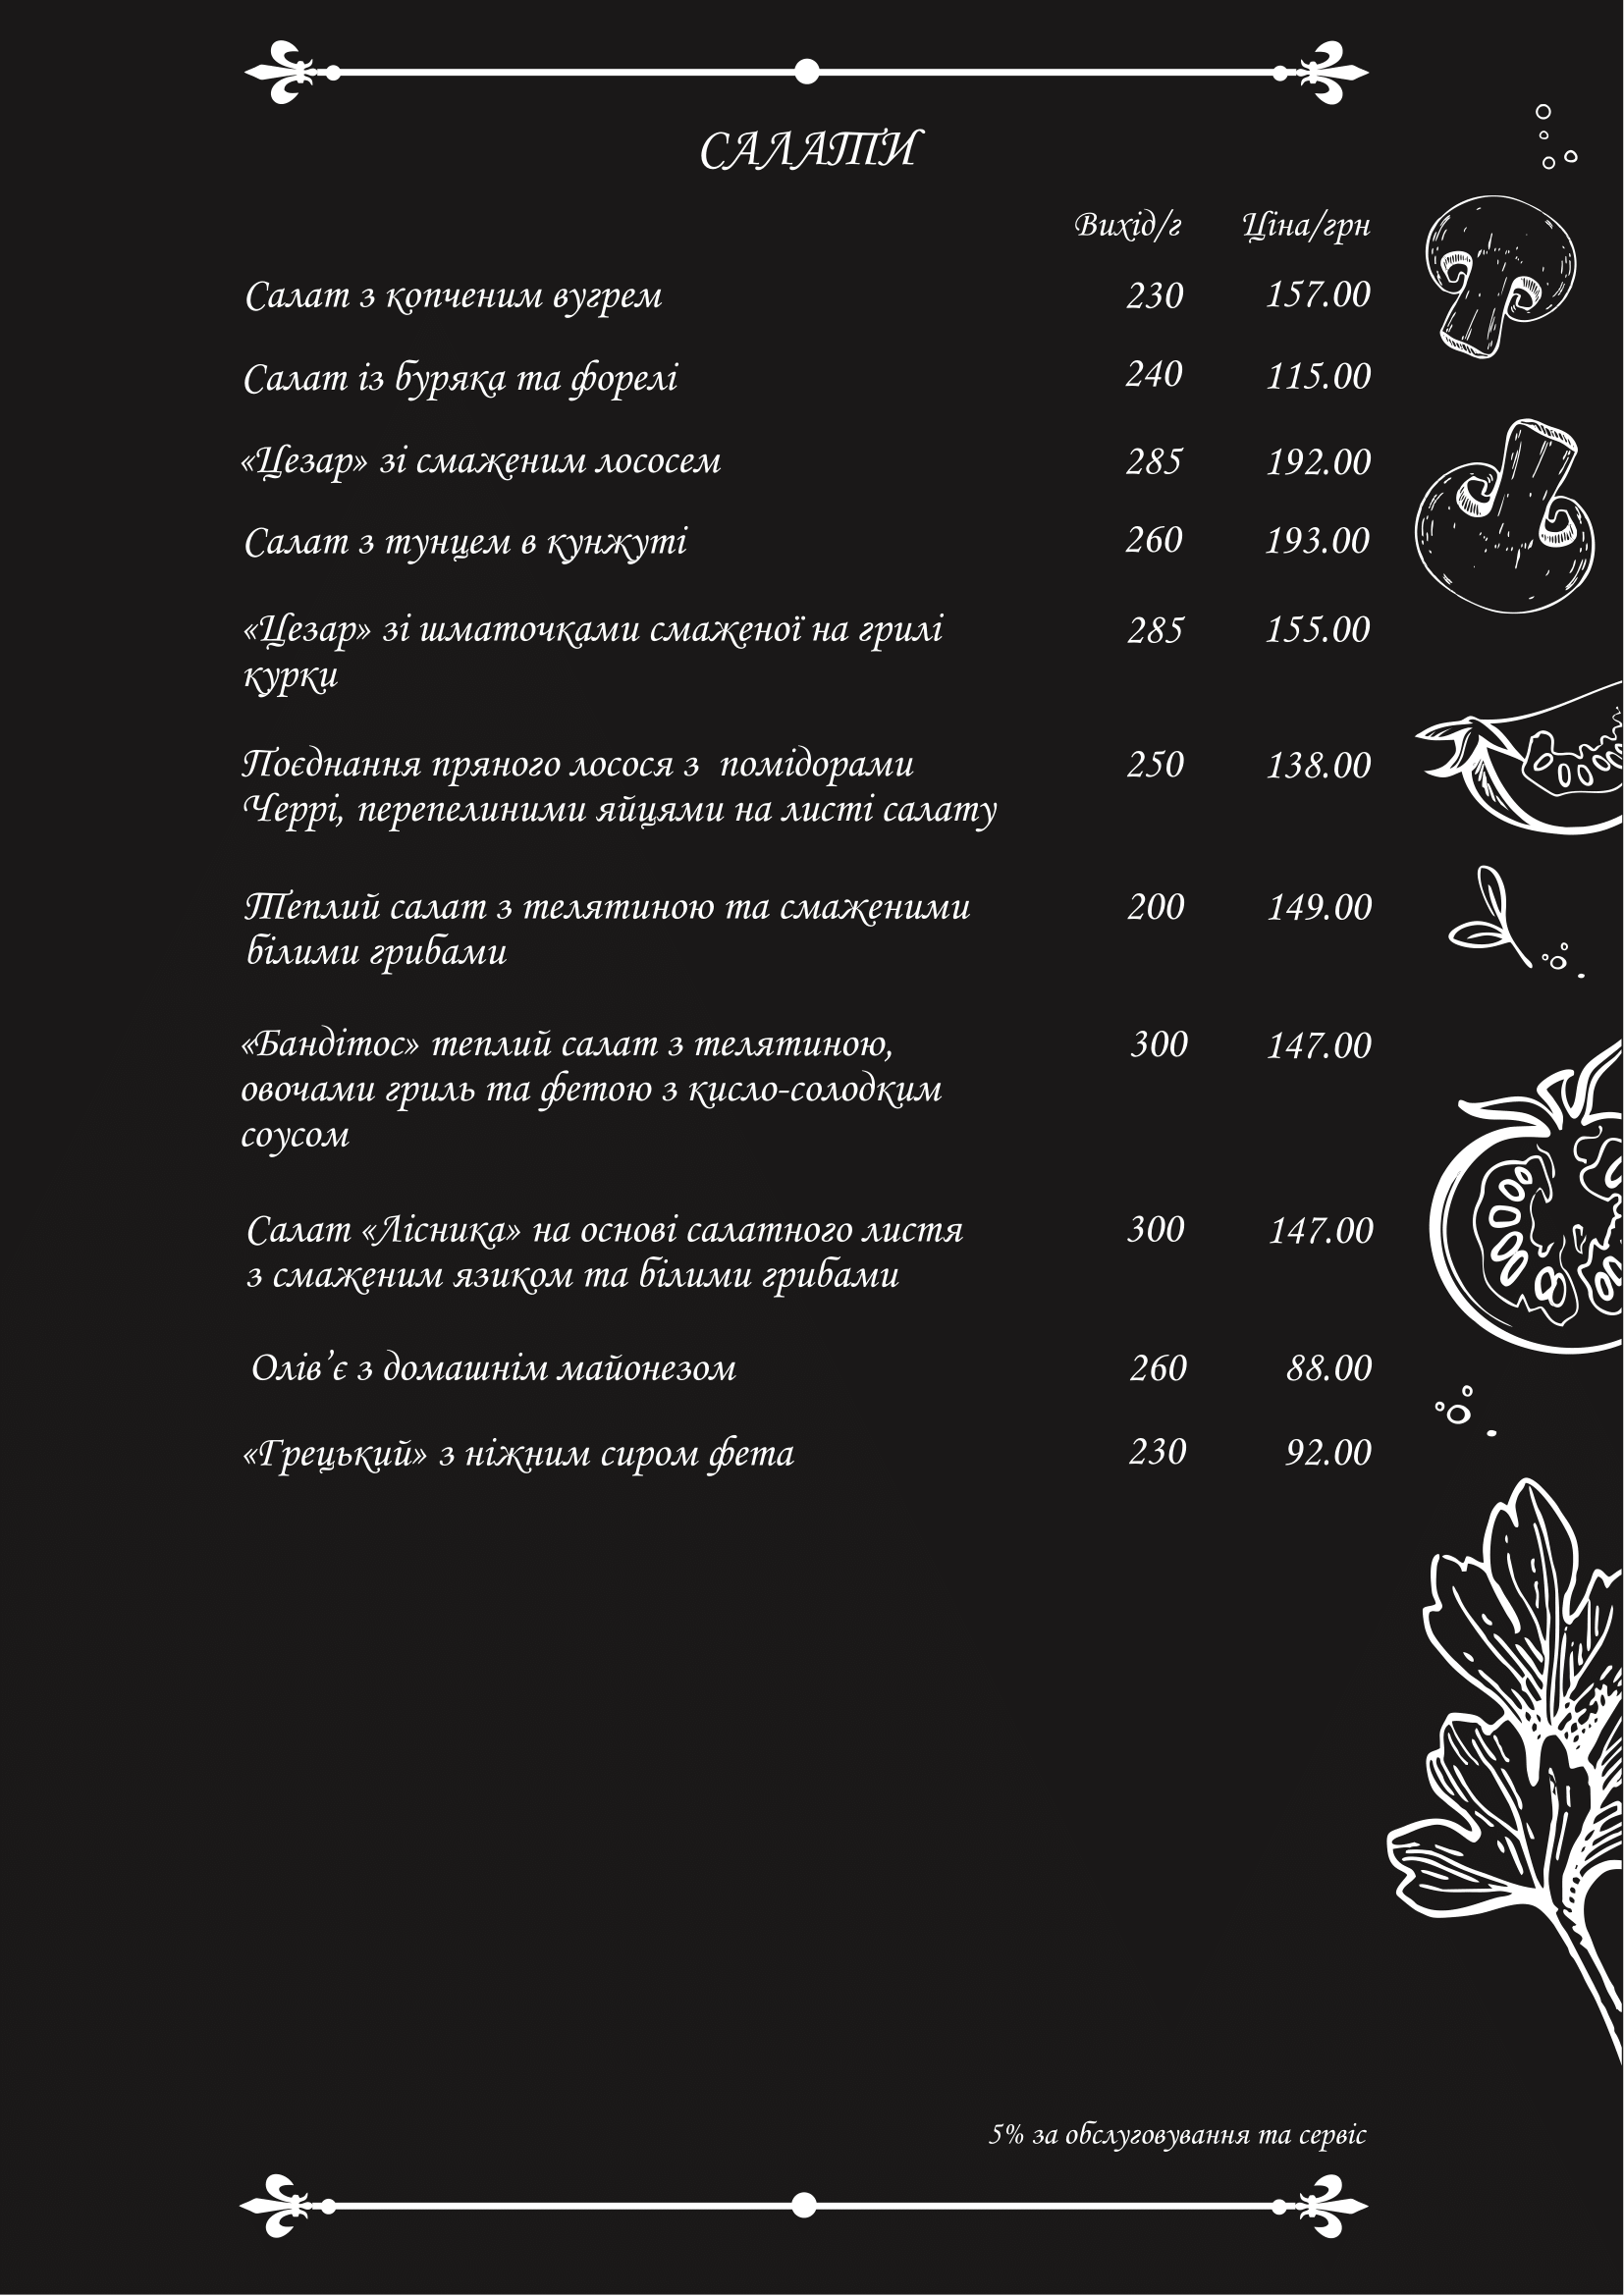 САЛАТИ
Вихід/г Ціна/грн
Салат з копченим вугрем 230 157.00
Салат із буряка та форелі 240 115.00
«Цезар» зі смаженим лососем 285 192.00
Салат з тунцем в кунжуті 260 193.00
«Цезар» зі шматочками смаженої на грилі 285 155.00
курки
Поєднання пряного лосося з помідорами 250 138.00
Черрі, перепелиними яйцями на листі салату
Теплий салат з телятиною та смаженими 200 149.00
білими грибами
«Бандітос» теплий салат з телятиною, 300 147.00
овочами гриль та фетою з кисло-солодким
соусом
Салат «Лісника» на основі салатного листя 300 147.00
з смаженим язиком та білими грибами
Олів’є з домашнім майонезом 260 88.00
«Грецький» з ніжним сиром фета 230 92.00
5% за обслуговування та сервіс